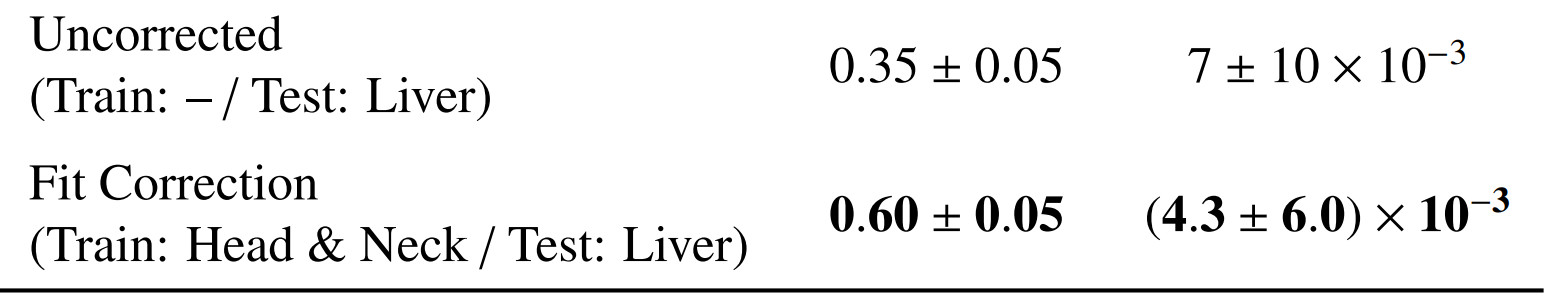 Uncorrected
(Train: – / Test: Liver)
0.35 ± 0.05
7 ± 10 × 10⁻³
Fit Correction
(Train: Head & Neck / Test: Liver)
0.60 ± 0.05
(4.3 ± 6.0) × 10⁻³